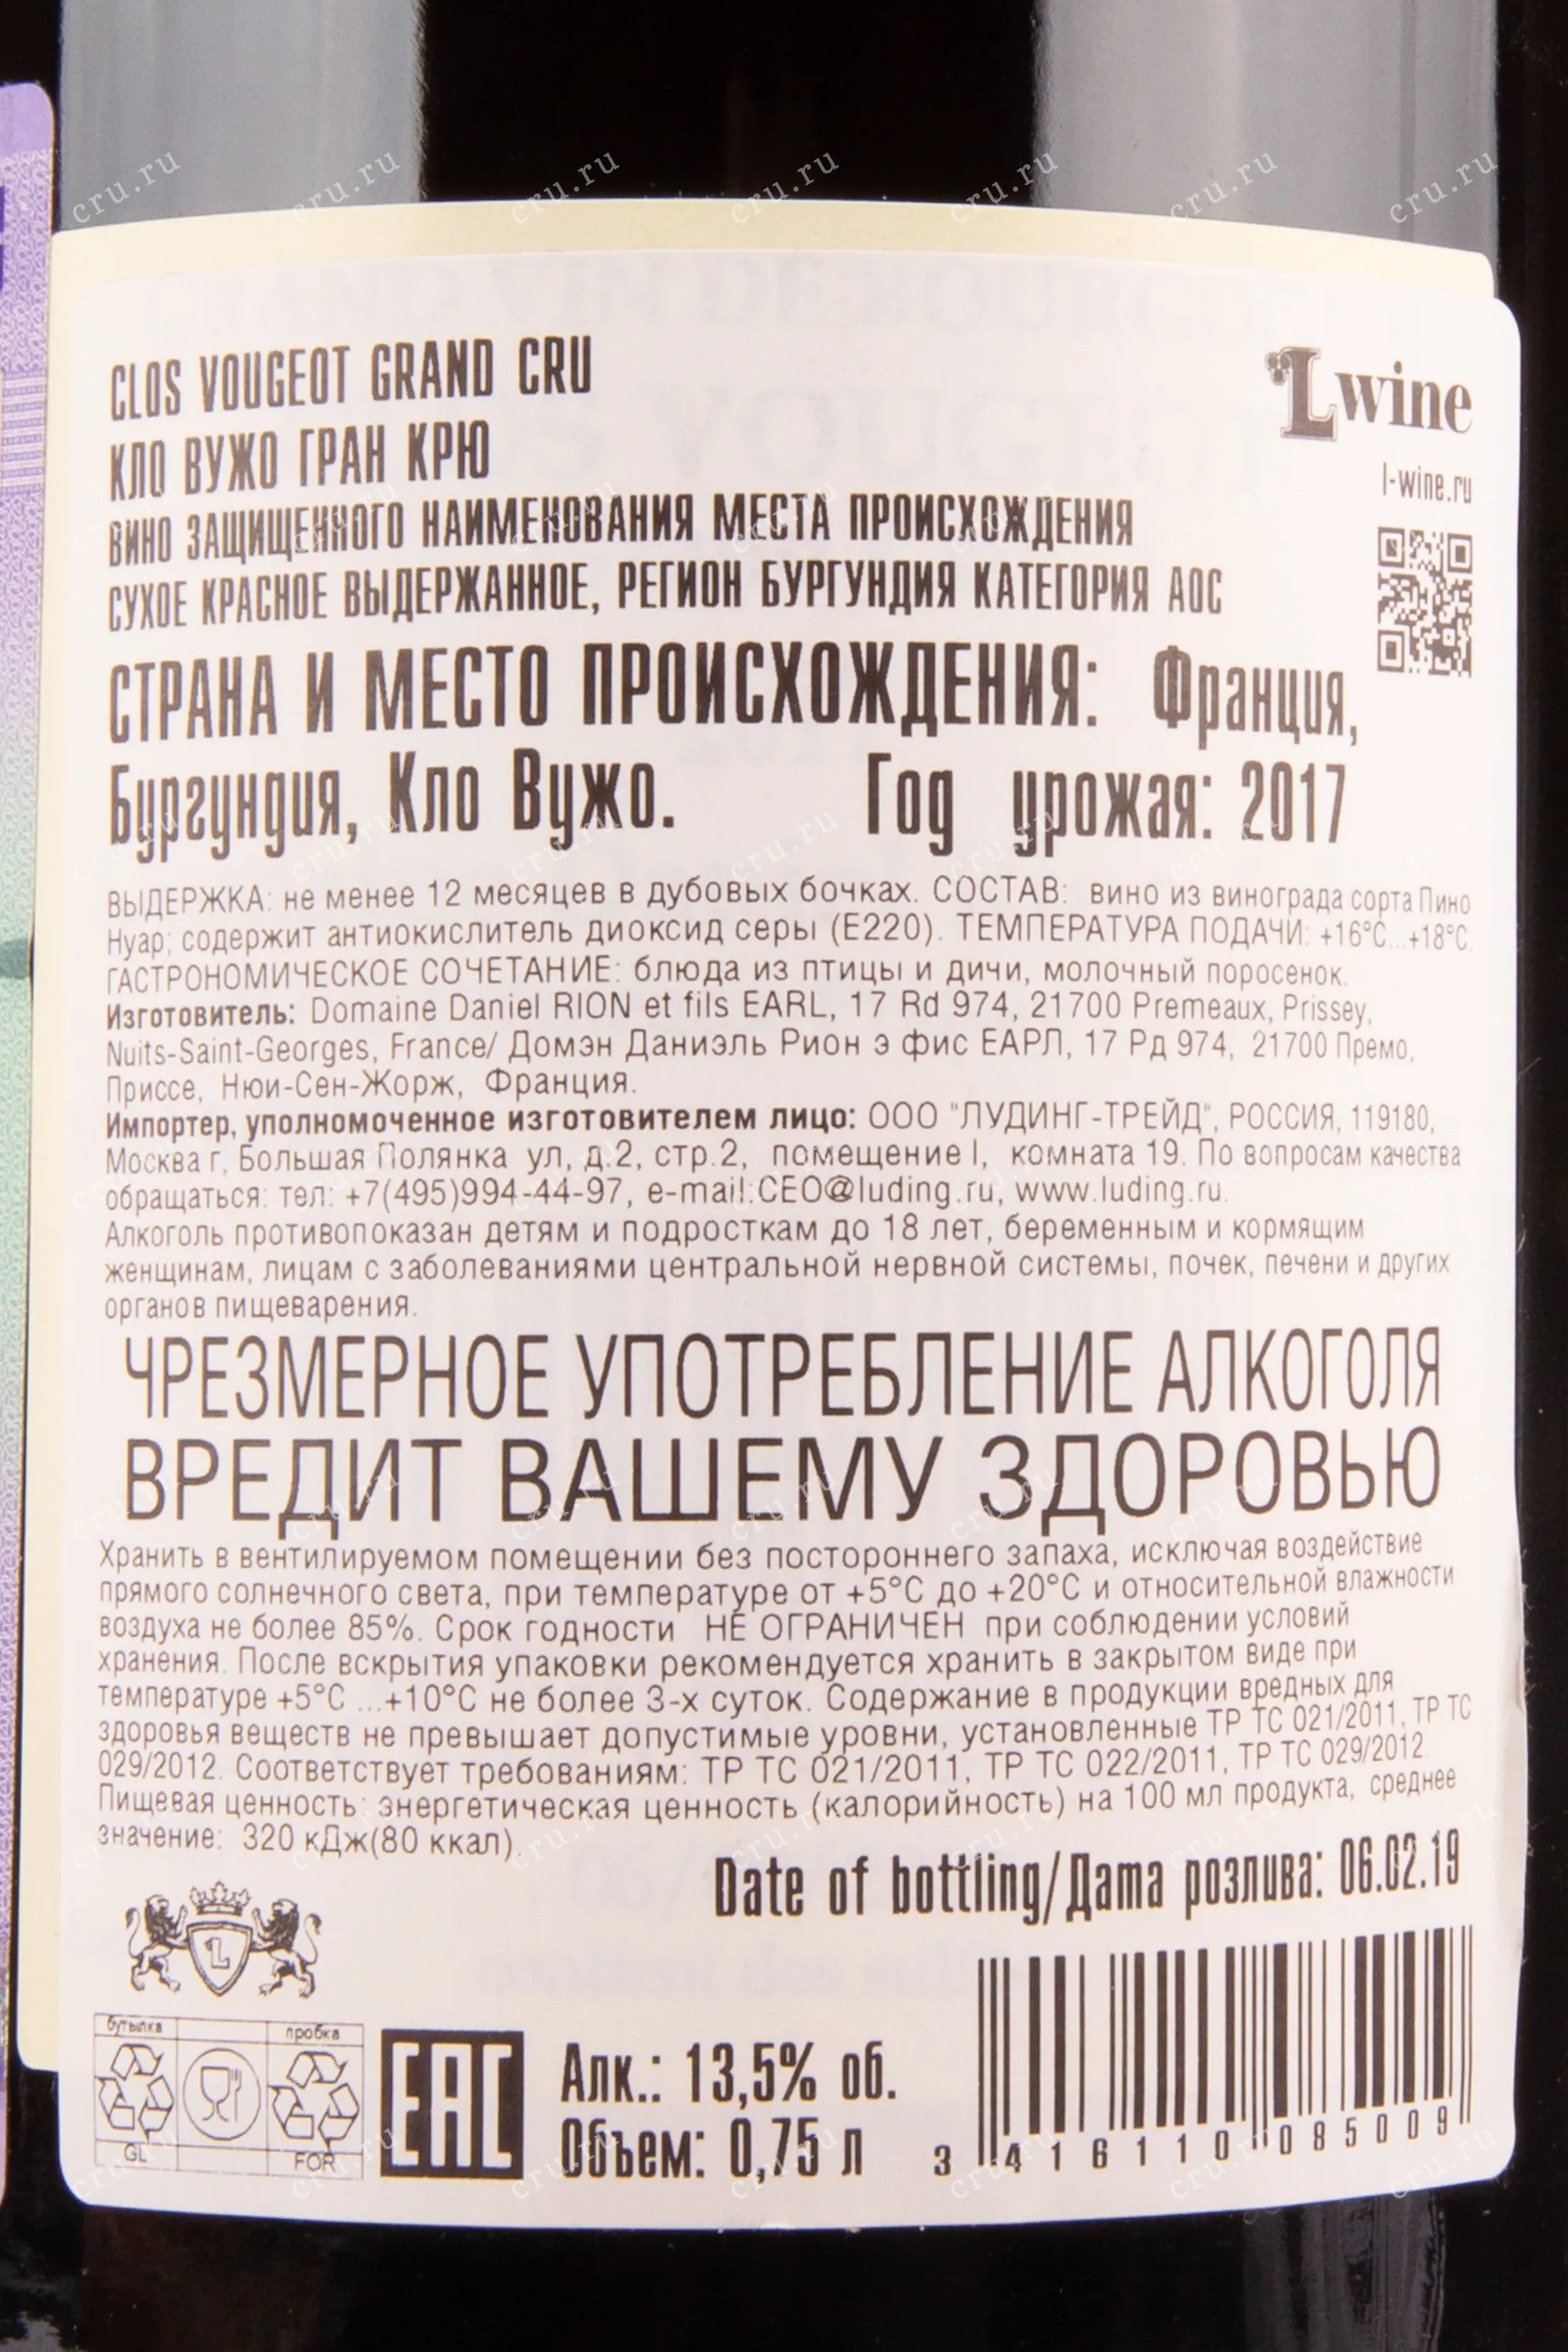 CLOS VOUGEOT GRAND CRU
Lwine
КЛО ВУЖО ГРАН КРЮ
l-wine.ru
ВИНО ЗАЩИЩЕННОГО НАИМЕНОВАНИЯ МЕСТА ПРОИСХОЖДЕНИЯ
СУХОЕ КРАСНОЕ ВЫДЕРЖАННОЕ, РЕГИОН БУРГУНДИЯ КАТЕГОРИЯ АОС
СТРАНА И МЕСТО ПРОИСХОЖДЕНИЯ: Франция,
Бургундия, Кло Вужо. Год урожая: 2017
ВЫДЕРЖКА: не менее 12 месяцев в дубовых бочках. СОСТАВ: вино из винограда сорта Пино
Нуар; содержит антиокислитель диоксид серы (Е220). ТЕМПЕРАТУРА ПОДАЧИ: +16°С...+18°С.
ГАСТРОНОМИЧЕСКОЕ СОЧЕТАНИЕ: блюда из птицы и дичи, молочный поросенок.
Изготовитель: Domaine Daniel RION et fils EARL, 17 Rd 974, 21700 Premeaux, Prissey,
Nuits-Saint-Georges, France/ Домэн Даниэль Рион э фис ЕАРЛ, 17 Рд 974, 21700 Премо,
Приссе, Нюи-Сен-Жорж, Франция.
Импортер, уполномоченное изготовителем лицо: ООО "ЛУДИНГ-ТРЕЙД", РОССИЯ, 119180,
Москва г, Большая Полянка ул, д.2, стр.2, помещение I, комната 19. По вопросам качества
обращаться: тел: +7(495)994-44-97, e-mail:CEO@luding.ru, www.luding.ru.
Алкоголь противопоказан детям и подросткам до 18 лет, беременным и кормящим
женщинам, лицам с заболеваниями центральной нервной системы, почек, печени и других
органов пищеварения.
ЧРЕЗМЕРНОЕ УПОТРЕБЛЕНИЕ АЛКОГОЛЯ
ВРЕДИТ ВАШЕМУ ЗДОРОВЬЮ
Хранить в вентилируемом помещении без постороннего запаха, исключая воздействие
прямого солнечного света, при температуре от +5°С до +20°С и относительной влажности
воздуха не более 85%. Срок годности НЕ ОГРАНИЧЕН при соблюдении условий
хранения. После вскрытия упаковки рекомендуется хранить в закрытом виде при
температуре +5°С ...+10°С не более 3-х суток. Содержание в продукции вредных для
здоровья веществ не превышает допустимые уровни, установленные ТР ТС 021/2011, ТР ТС
029/2012. Соответствует требованиям: ТР ТС 021/2011, ТР ТС 022/2011, ТР ТС 029/2012.
Пищевая ценность: энергетическая ценность (калорийность) на 100 мл продукта, среднее
значение: 320 кДж(80 ккал).
Date of bottling/Дата розлива: 06.02.19
L
бутылка пробка
GL FOR
EAC
Алк.: 13,5% об.
Объем: 0,75 л
3 416110 085009
cru.ru